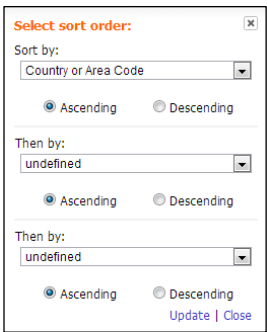 Select sort order:
Sort by:
Country or Area Code
Ascending Descending
Then by:
undefined
Ascending Descending
Then by:
undefined
Ascending Descending
Update | Close